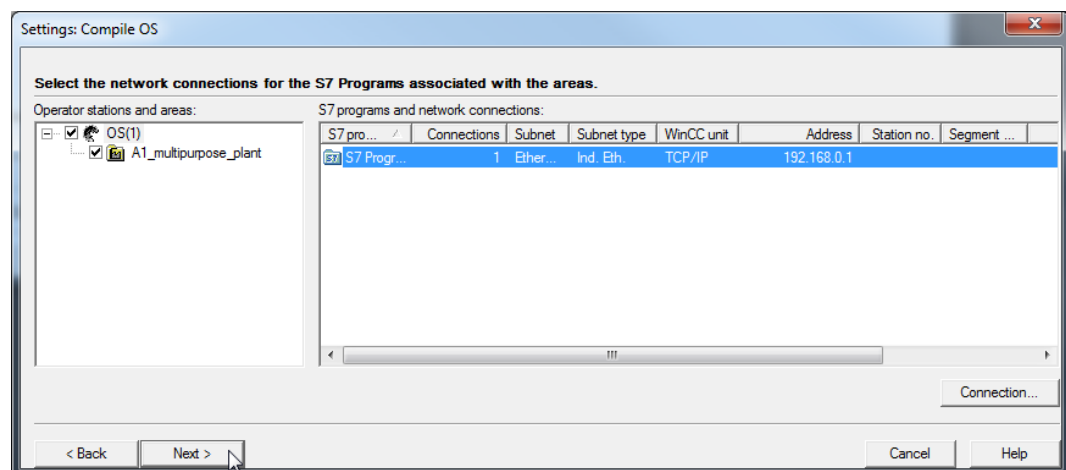 Settings: Compile OS
x
Select the network connections for the S7 Programs associated with the areas.
Operator stations and areas:
S7 programs and network connections:
OS(1)
A1_multipurpose_plant
S7 pro... Connections Subnet Subnet type WinCC unit Address Station no. Segment ...
S7 Progr... 1 Ether... Ind. Eth. TCP/IP 192.168.0.1
Connection...
< Back Next > Cancel Help